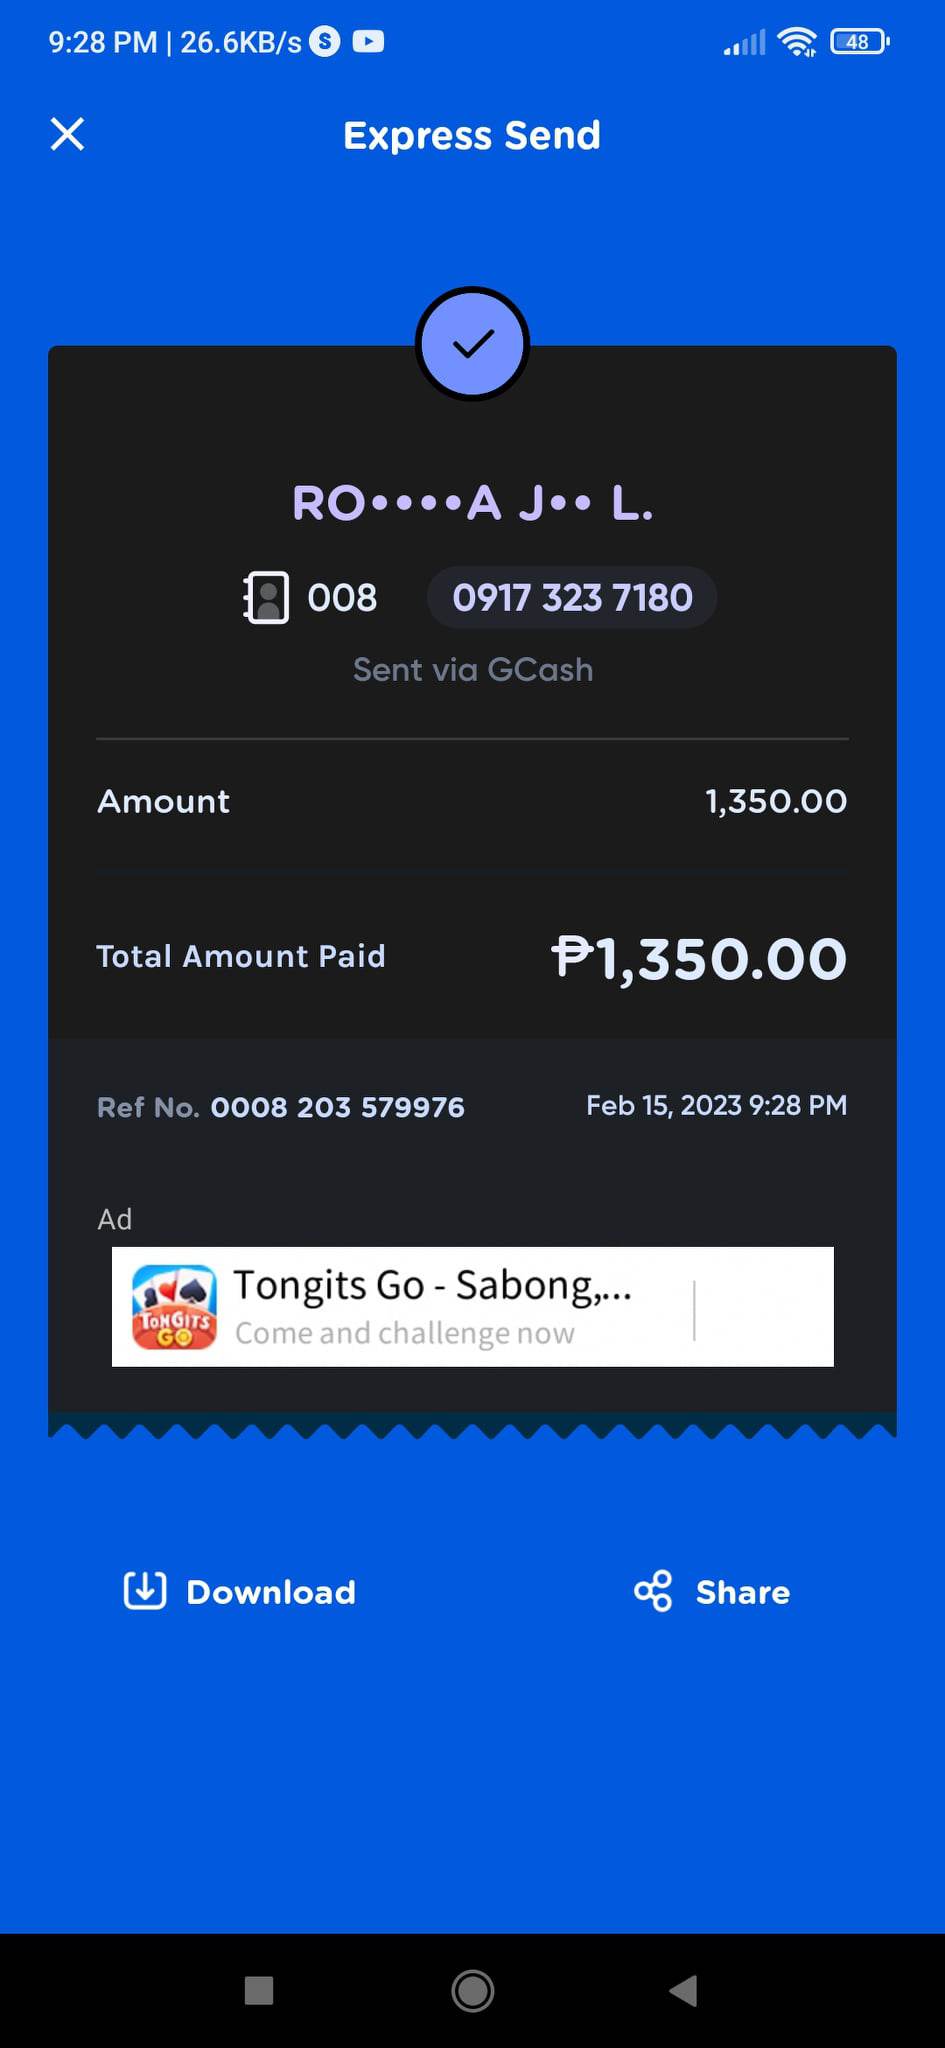 9:28 PM | 26.6KB/s S
48
Express Send
RO••••A J•• L.
008 0917 323 7180
Sent via GCash
Amount 1,350.00
Total Amount Paid ₱1,350.00
Ref No. 0008 203 579976 Feb 15, 2023 9:28 PM
Ad
Tongits Go - Sabong,...
Come and challenge now
TONGITS
GO
Download Share